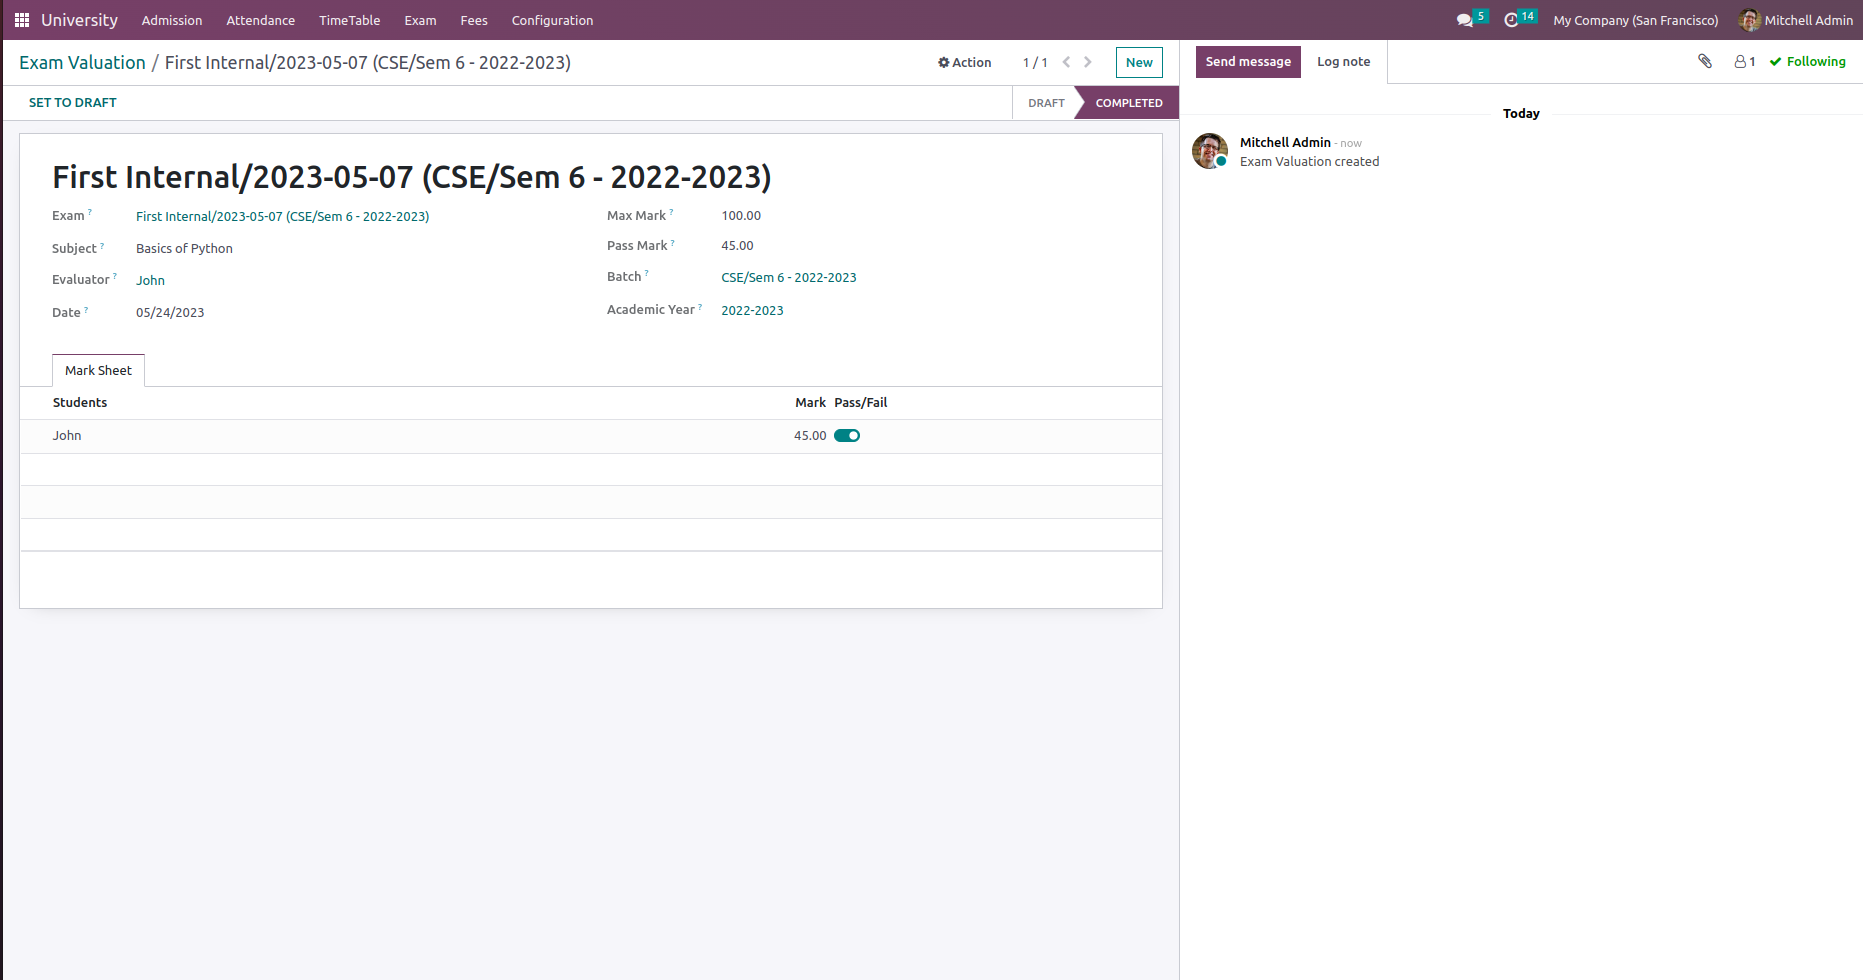 University Admission Attendance TimeTable Exam Fees Configuration 5 14 My Company (San Francisco) Mitchell Admin
Exam Valuation / First Internal/2023-05-07 (CSE/Sem 6 - 2022-2023) Action 1 / 1 New
Send message Log note 1 Following
SET TO DRAFT DRAFT COMPLETED
First Internal/2023-05-07 (CSE/Sem 6 - 2022-2023)
Exam ? First Internal/2023-05-07 (CSE/Sem 6 - 2022-2023)
Subject ? Basics of Python
Evaluator ? John
Date ? 05/24/2023
Max Mark ? 100.00
Pass Mark ? 45.00
Batch ? CSE/Sem 6 - 2022-2023
Academic Year ? 2022-2023
Mark Sheet
Students Mark Pass/Fail
John 45.00
Today
Mitchell Admin - now
Exam Valuation created